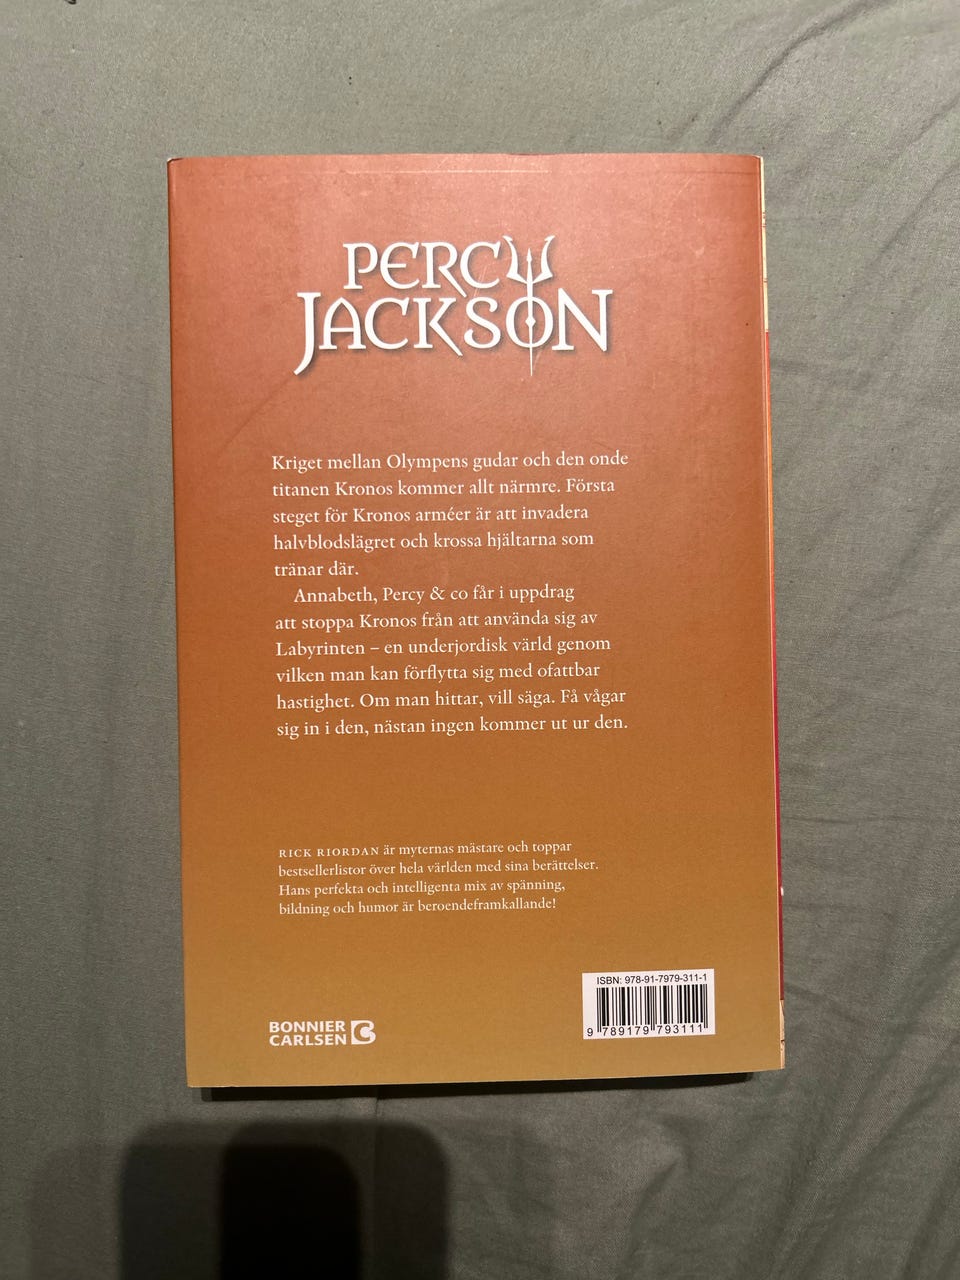 PERCY
JACKSON
Kriget mellan Olympens gudar och den onde
titanen Kronos kommer allt närmre. Första
steget för Kronos arméer är att invadera
halvblodslägret och krossa hjältarna som
tränar där.
Annabeth, Percy & co får i uppdrag
att stoppa Kronos från att använda sig av
Labyrinten – en underjordisk värld genom
vilken man kan förflytta sig med ofattbar
hastighet. Om man hittar, vill säga. Få vågar
sig in i den, nästan ingen kommer ut ur den.
RICK RIORDAN är myternas mästare och toppar
bestsellerlistor över hela världen med sina berättelser.
Hans perfekta och intelligenta mix av spänning,
bildning och humor är beroendeframkallande!
ISBN: 978-91-7979-311-1
9 789179 793111
BONNIER
CARLSEN